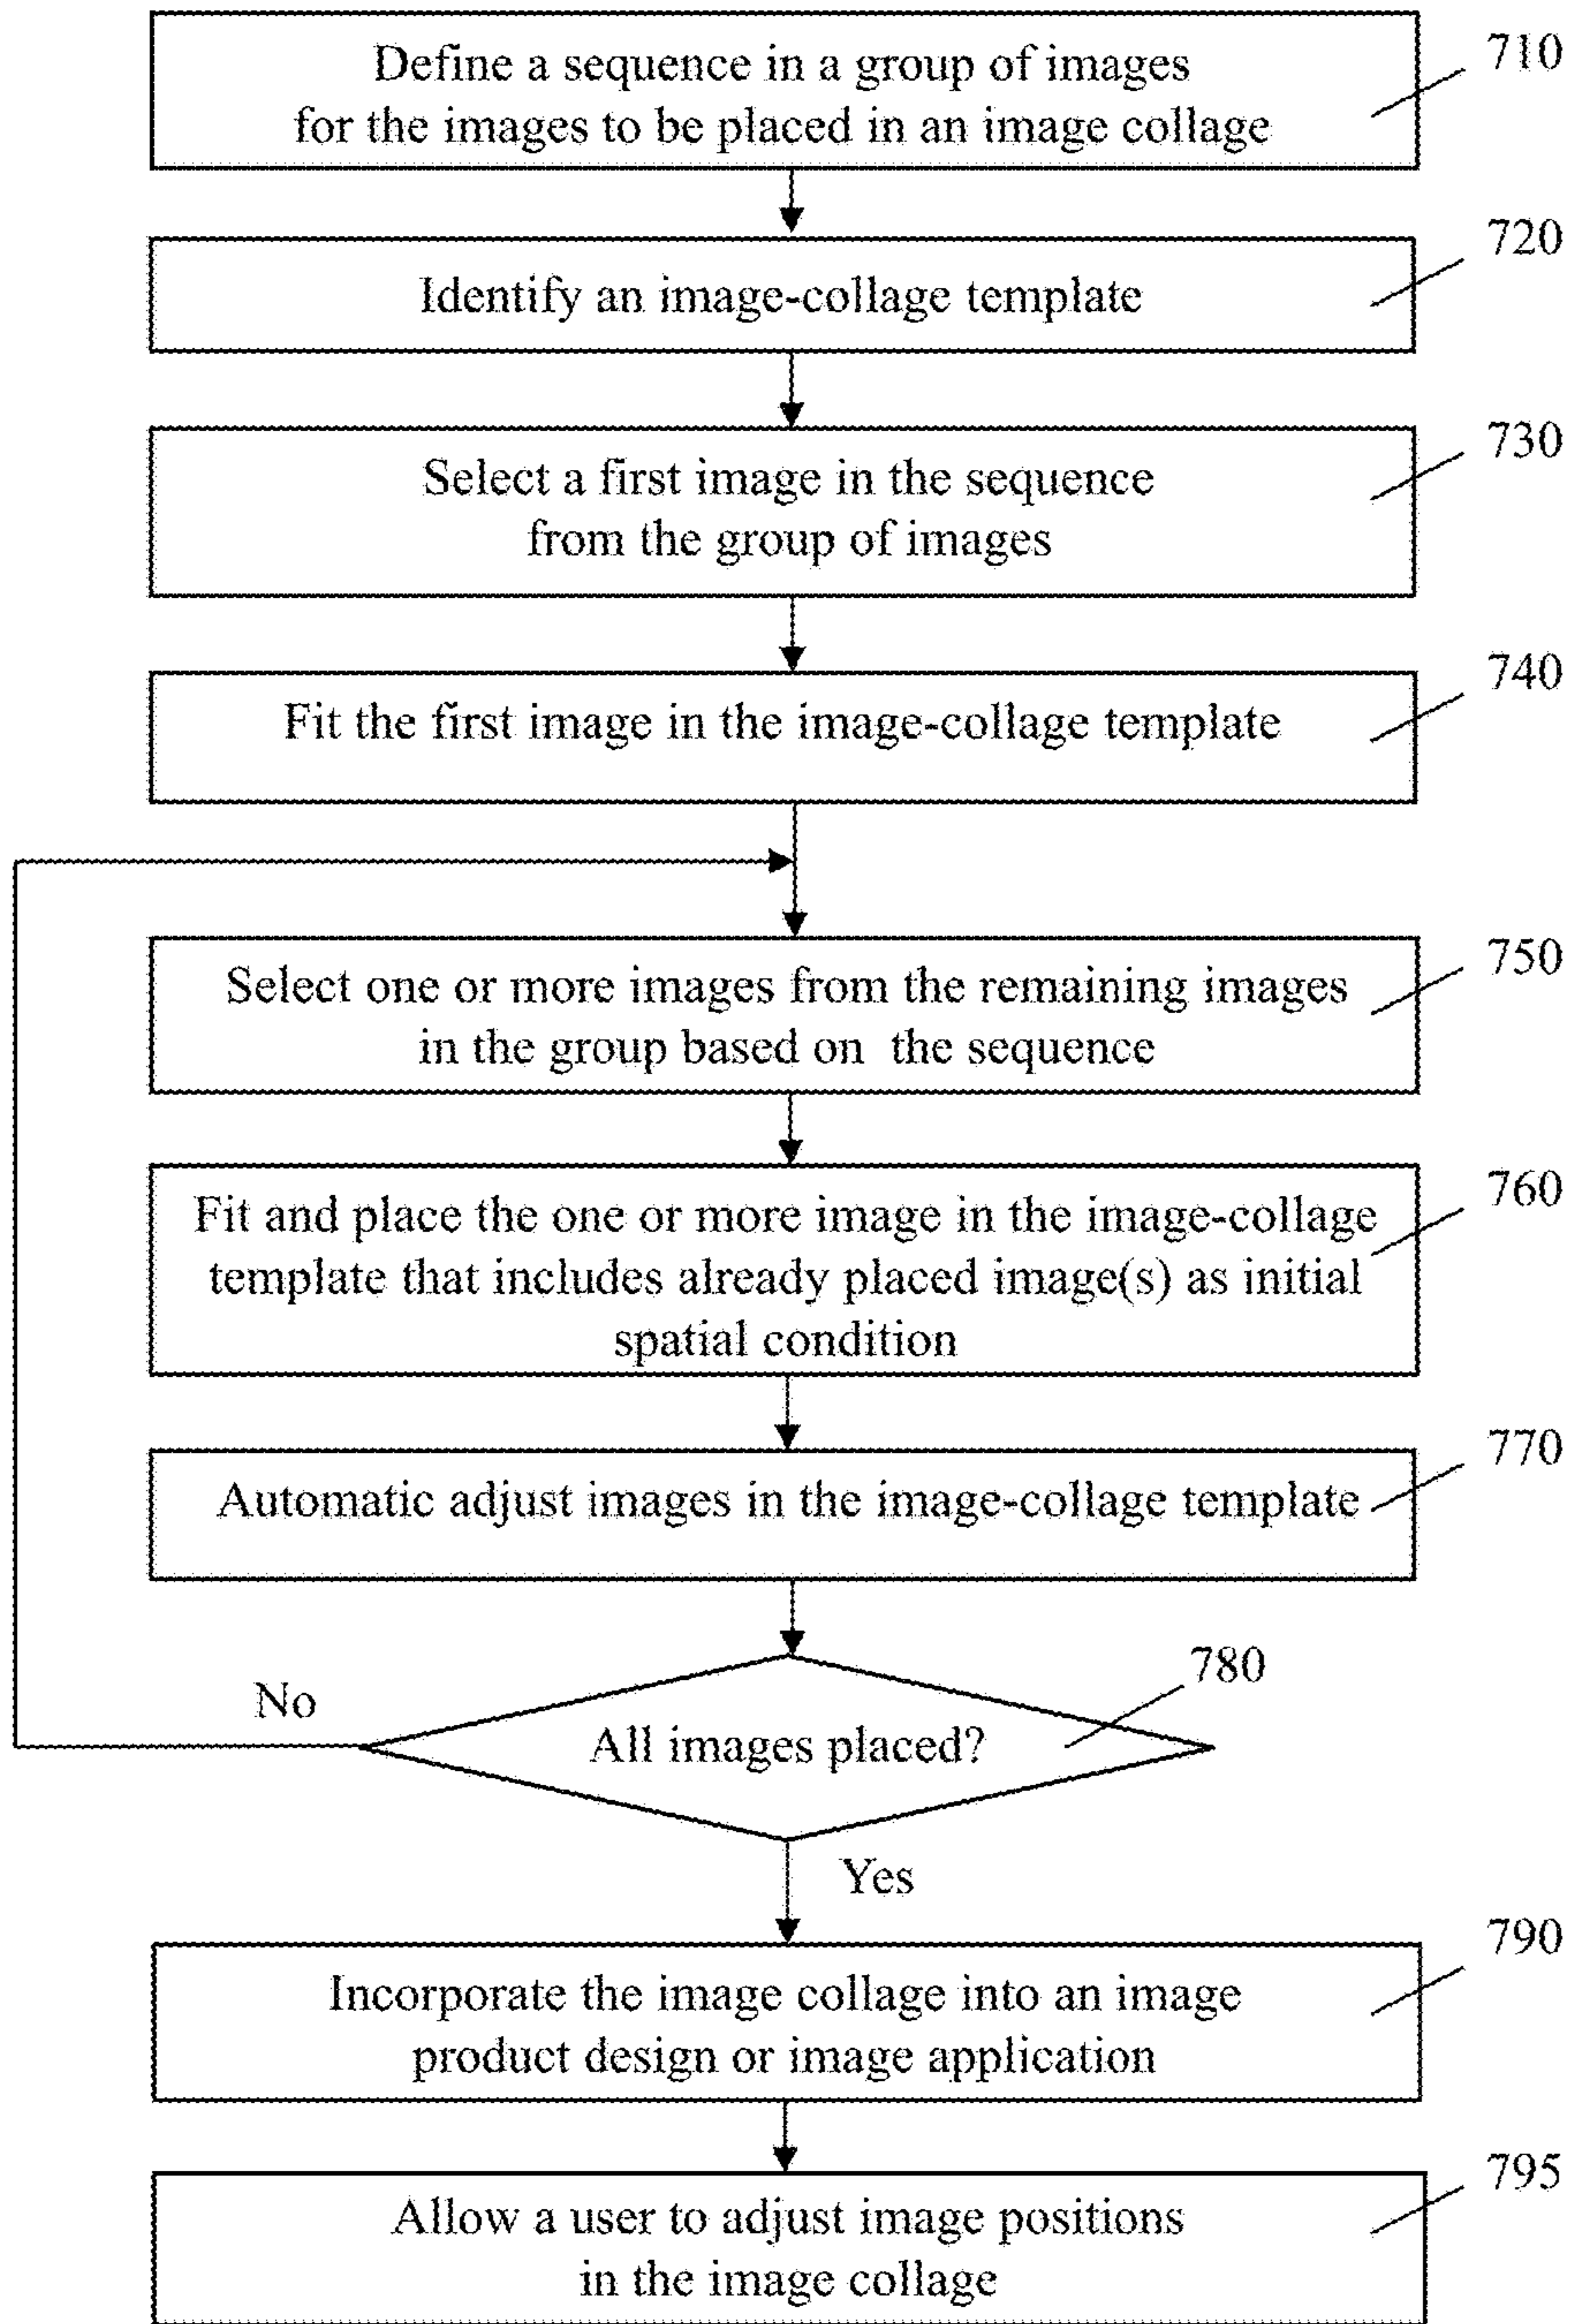 Define a sequence in a group of images
for the images to be placed in an image collage
710
Identify an image-collage template
720
Select a first image in the sequence
from the group of images
730
Fit the first image in the image-collage template
740
Select one or more images from the remaining images
in the group based on the sequence
750
Fit and place the one or more image in the image-collage
template that includes already placed image(s) as initial
spatial condition
760
Automatic adjust images in the image-collage template
770
No
All images placed?
780
Yes
Incorporate the image collage into an image
product design or image application
790
Allow a user to adjust image positions
in the image collage
795